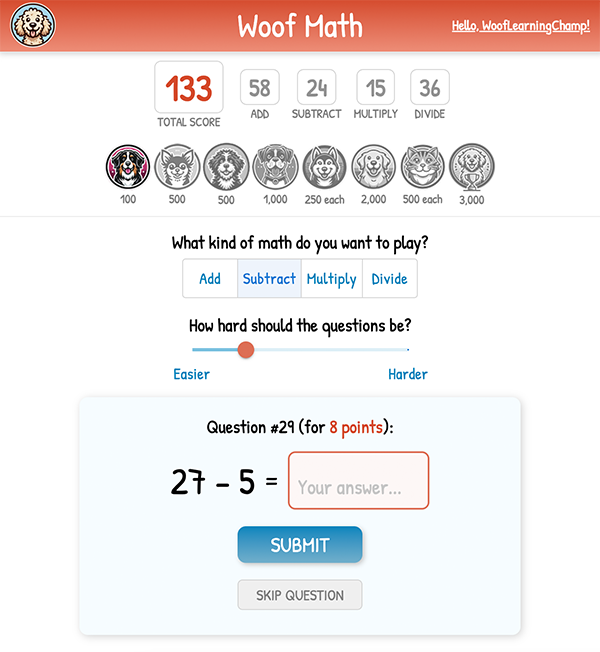 Woof Math
Hello, WoofLearningChamp!
133
TOTAL SCORE
58
ADD
24
SUBTRACT
15
MULTIPLY
36
DIVIDE
100
500
500
1,000
250 each
2,000
500 each
3,000
What kind of math do you want to play?
Add
Subtract
Multiply
Divide
How hard should the questions be?
Easier
Harder
Question #29 (for 8 points):
27 – 5 = Your answer...
SUBMIT
SKIP QUESTION